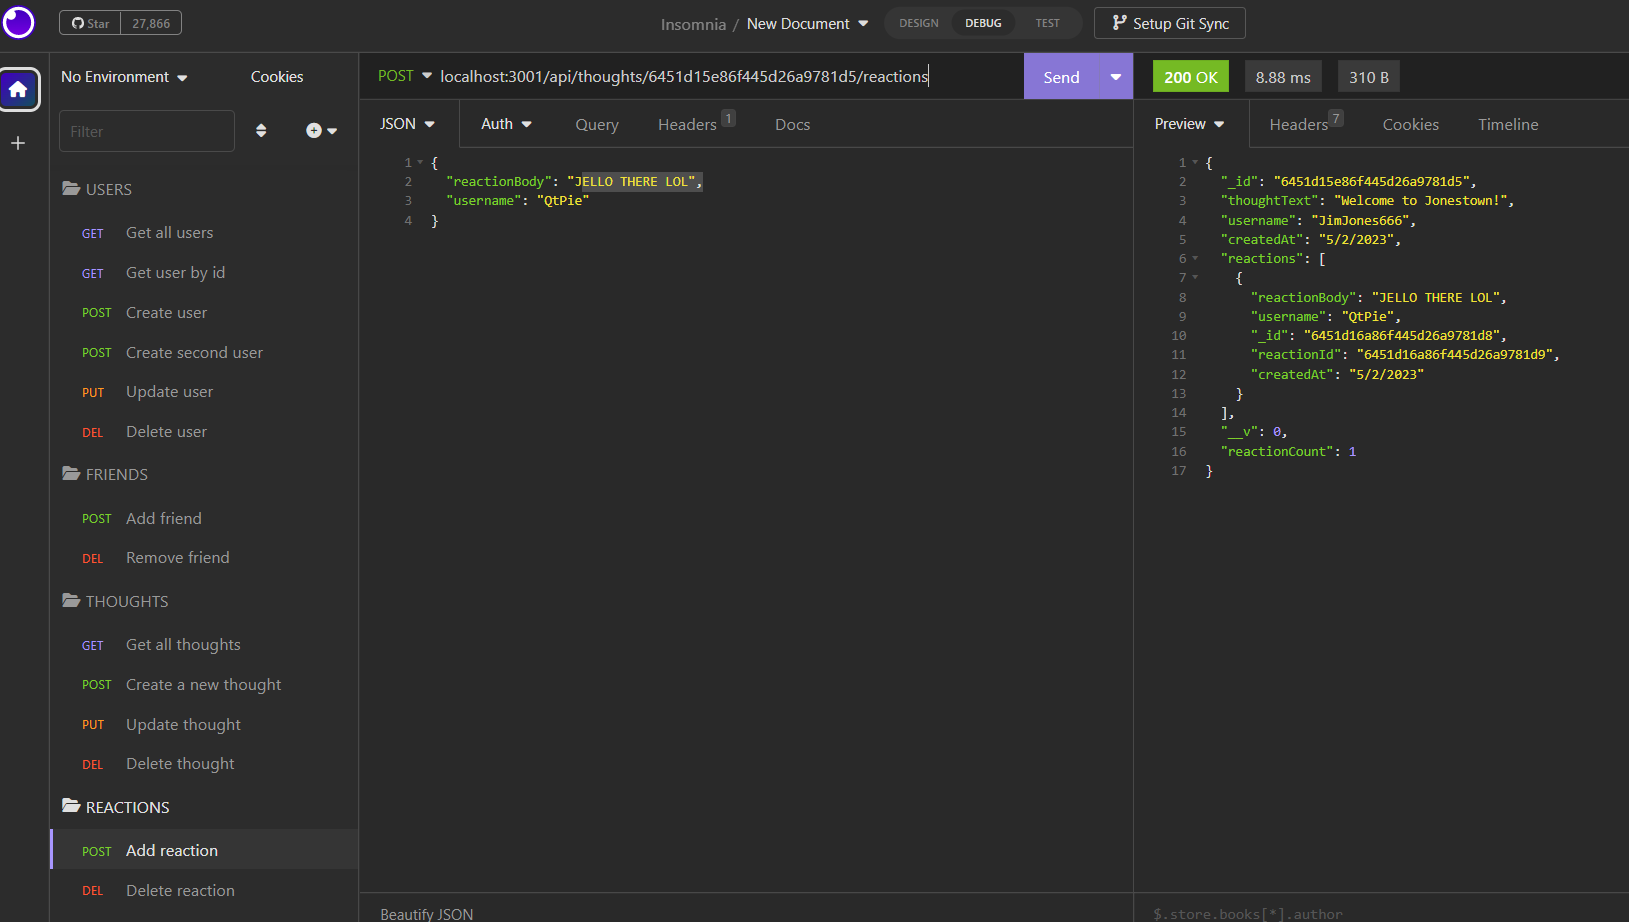 Star 27,866
Insomnia / New Document
DESIGN DEBUG TEST
Setup Git Sync
No Environment Cookies
Filter
USERS
GET Get all users
GET Get user by id
POST Create user
POST Create second user
PUT Update user
DEL Delete user
FRIENDS
POST Add friend
DEL Remove friend
THOUGHTS
GET Get all thoughts
POST Create a new thought
PUT Update thought
DEL Delete thought
REACTIONS
POST Add reaction
DEL Delete reaction
POST localhost:3001/api/thoughts/6451d15e86f445d26a9781d5/reactions Send
JSON Auth Query Headers 1 Docs
1 {
2 "reactionBody": "JELLO THERE LOL",
3 "username": "QtPie"
4 }
Beautify JSON
200 OK 8.88 ms 310 B
Preview Headers 7 Cookies Timeline
1 {
2 "_id": "6451d15e86f445d26a9781d5",
3 "thoughtText": "Welcome to Jonestown!",
4 "username": "JimJones666",
5 "createdAt": "5/2/2023",
6 "reactions": [
7 {
8 "reactionBody": "JELLO THERE LOL",
9 "username": "QtPie",
10 "_id": "6451d16a86f445d26a9781d8",
11 "reactionId": "6451d16a86f445d26a9781d9",
12 "createdAt": "5/2/2023"
13 }
14 ],
15 "__v": 0,
16 "reactionCount": 1
17 }
$.store.books[*].author